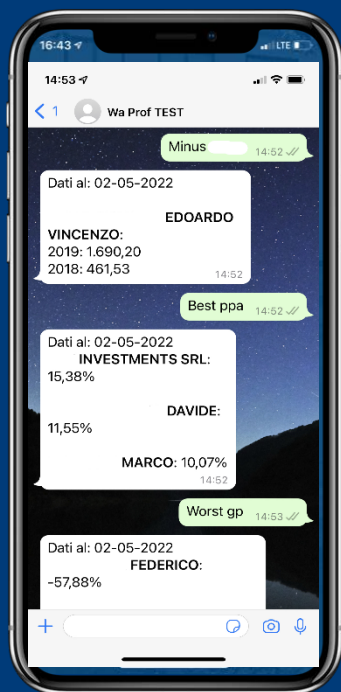 16:43
LTE
14:53
1
Wa Prof TEST
Minus
14:52
Dati al: 02-05-2022
EDOARDO
VINCENZO:
2019: 1.690,20
2018: 461,53
14:52
Best ppa
14:52
Dati al: 02-05-2022
INVESTMENTS SRL:
15,38%
DAVIDE:
11,55%
MARCO: 10,07%
14:52
Worst gp
14:53
Dati al: 02-05-2022
FEDERICO:
-57,88%